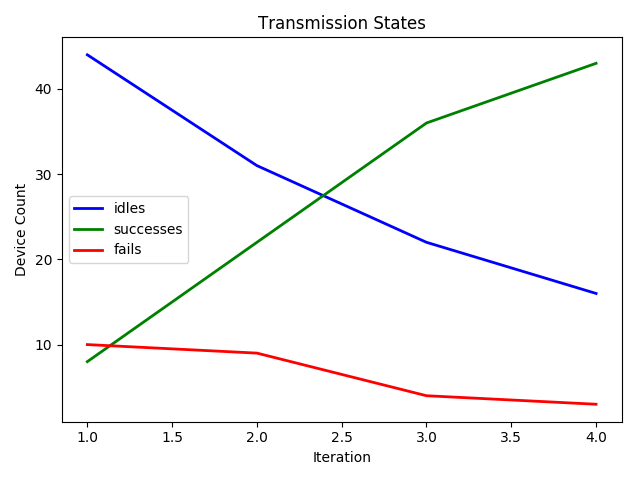 Transmission States
Device Count
40
30
20
10
idles
successes
fails
1.0 1.5 2.0 2.5 3.0 3.5 4.0
Iteration